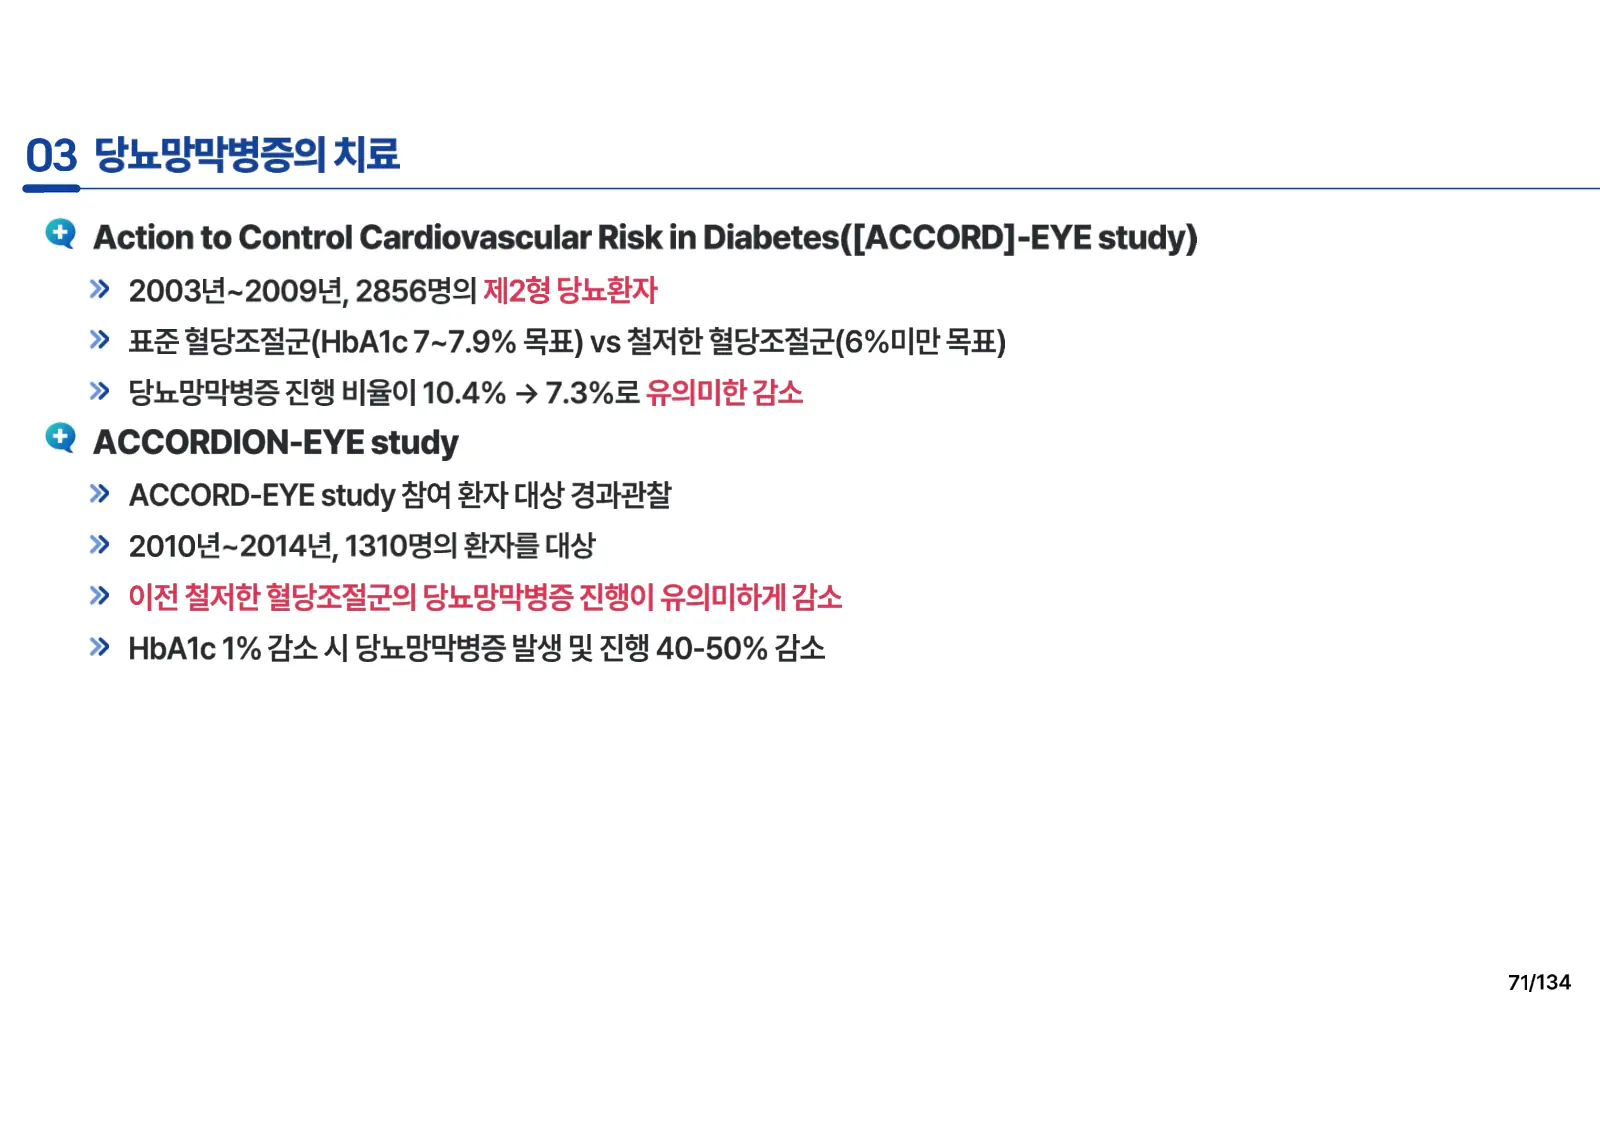 03 당뇨망막병증의 치료
Action to Control Cardiovascular Risk in Diabetes([ACCORD]-EYE study)
2003년~2009년, 2856명의 제2형 당뇨환자
표준 혈당조절군(HbA1c 7~7.9% 목표) vs 철저한 혈당조절군(6%미만 목표)
당뇨망막병증 진행 비율이 10.4% → 7.3%로 유의미한 감소
ACCORDION-EYE study
ACCORD-EYE study 참여 환자 대상 경과관찰
2010년~2014년, 1310명의 환자를 대상
이전 철저한 혈당조절군의 당뇨망막병증 진행이 유의미하게 감소
HbA1c 1% 감소 시 당뇨망막병증 발생 및 진행 40-50% 감소
71/134